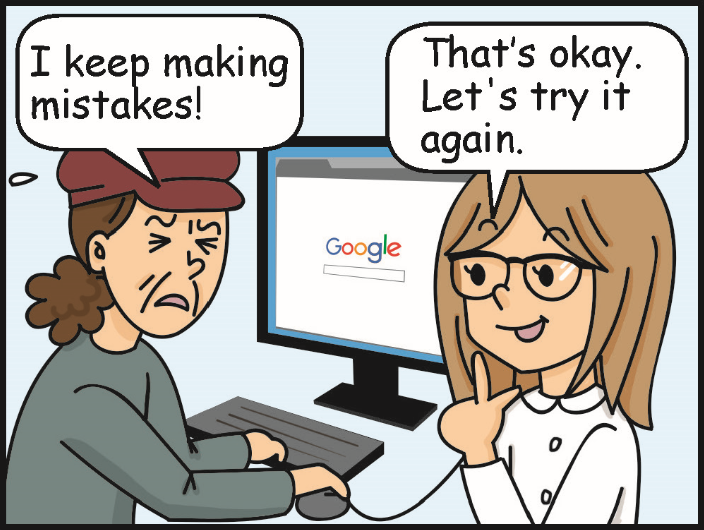 I keep making
mistakes!
That's okay.
Let's try it
again.
Google